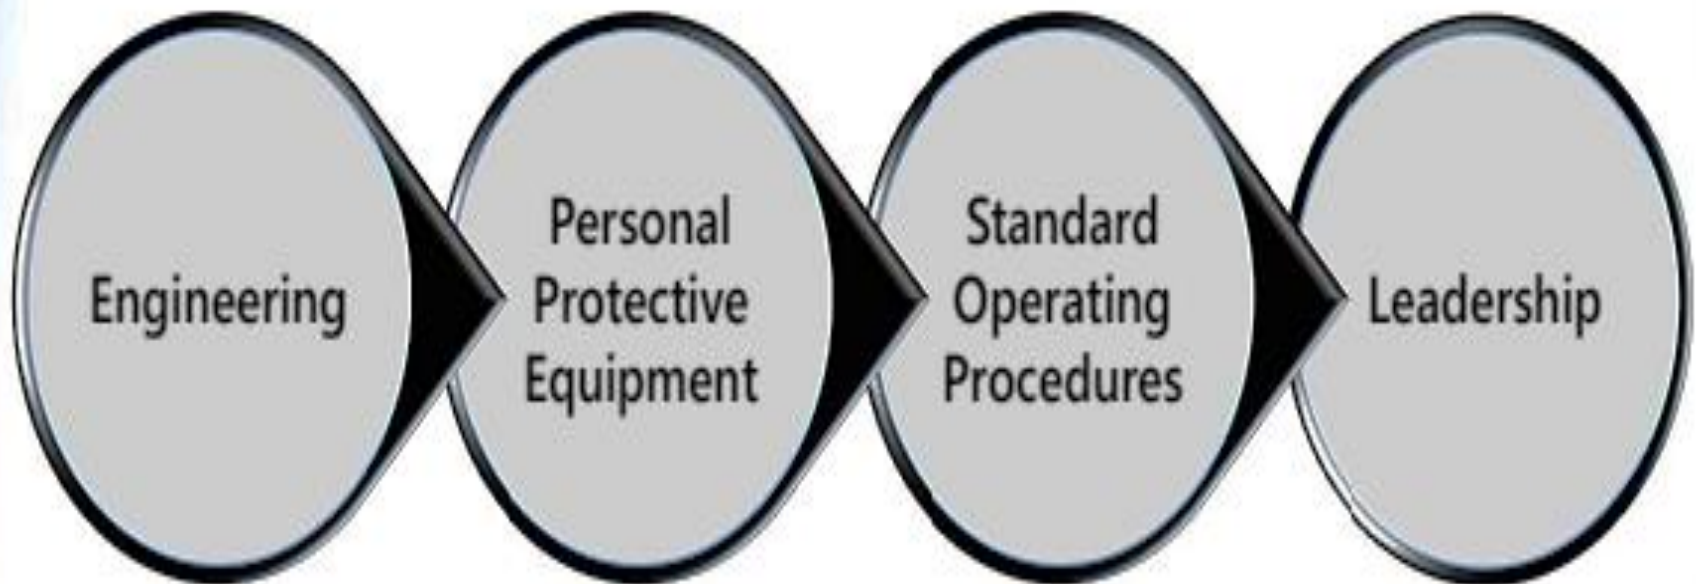 Engineering
Personal
Protective
Equipment
Standard
Operating
Procedures
Leadership